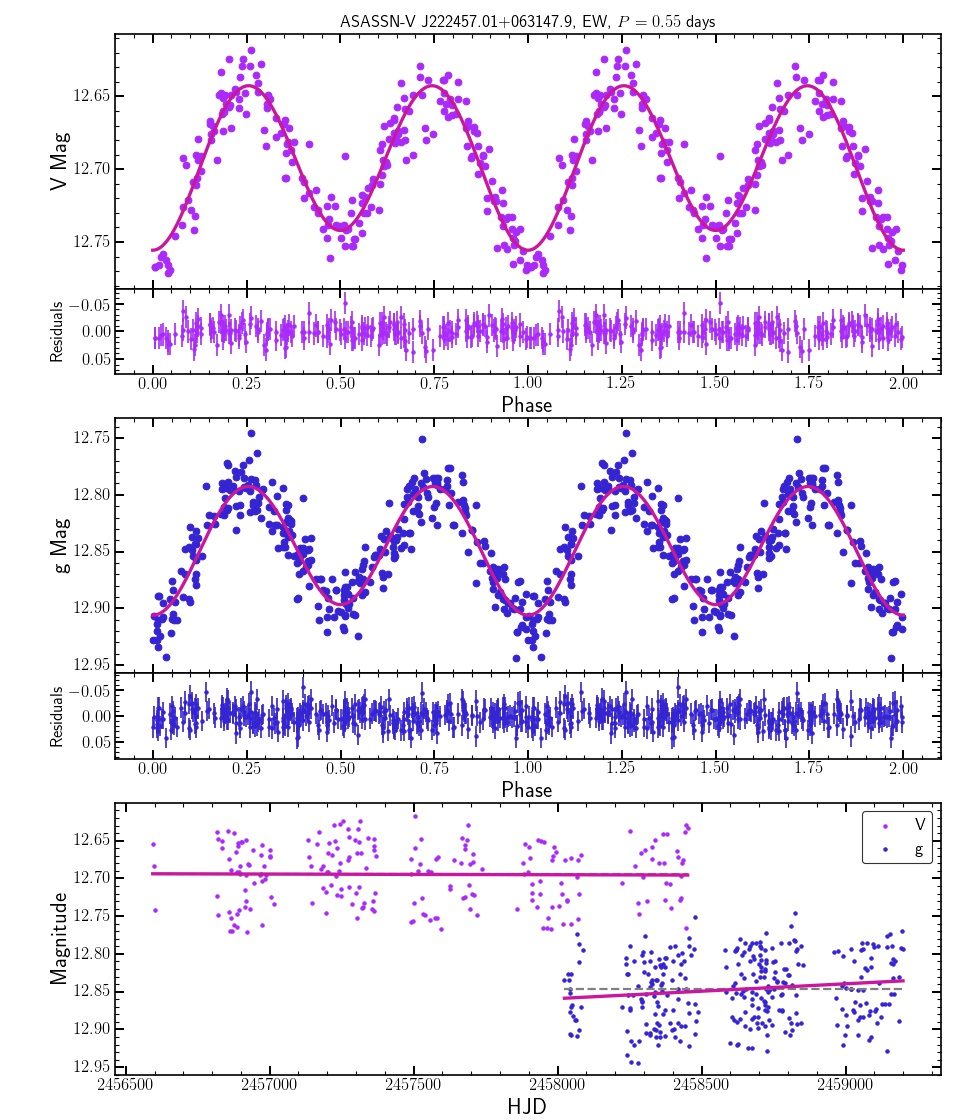 ASASSN-V J222457.01+063147.9, EW, P = 0.55 days
12.65
12.70
12.75
V Mag
−0.05
0.00
0.05
Residuals
0.00 0.25 0.50 0.75 1.00 1.25 1.50 1.75 2.00
Phase
12.75
12.80
12.85
12.90
12.95
g Mag
−0.05
0.00
0.05
Residuals
0.00 0.25 0.50 0.75 1.00 1.25 1.50 1.75 2.00
Phase
V
g
12.65
12.70
12.75
12.80
12.85
12.90
12.95
Magnitude
2456500 2457000 2457500 2458000 2458500 2459000
HJD